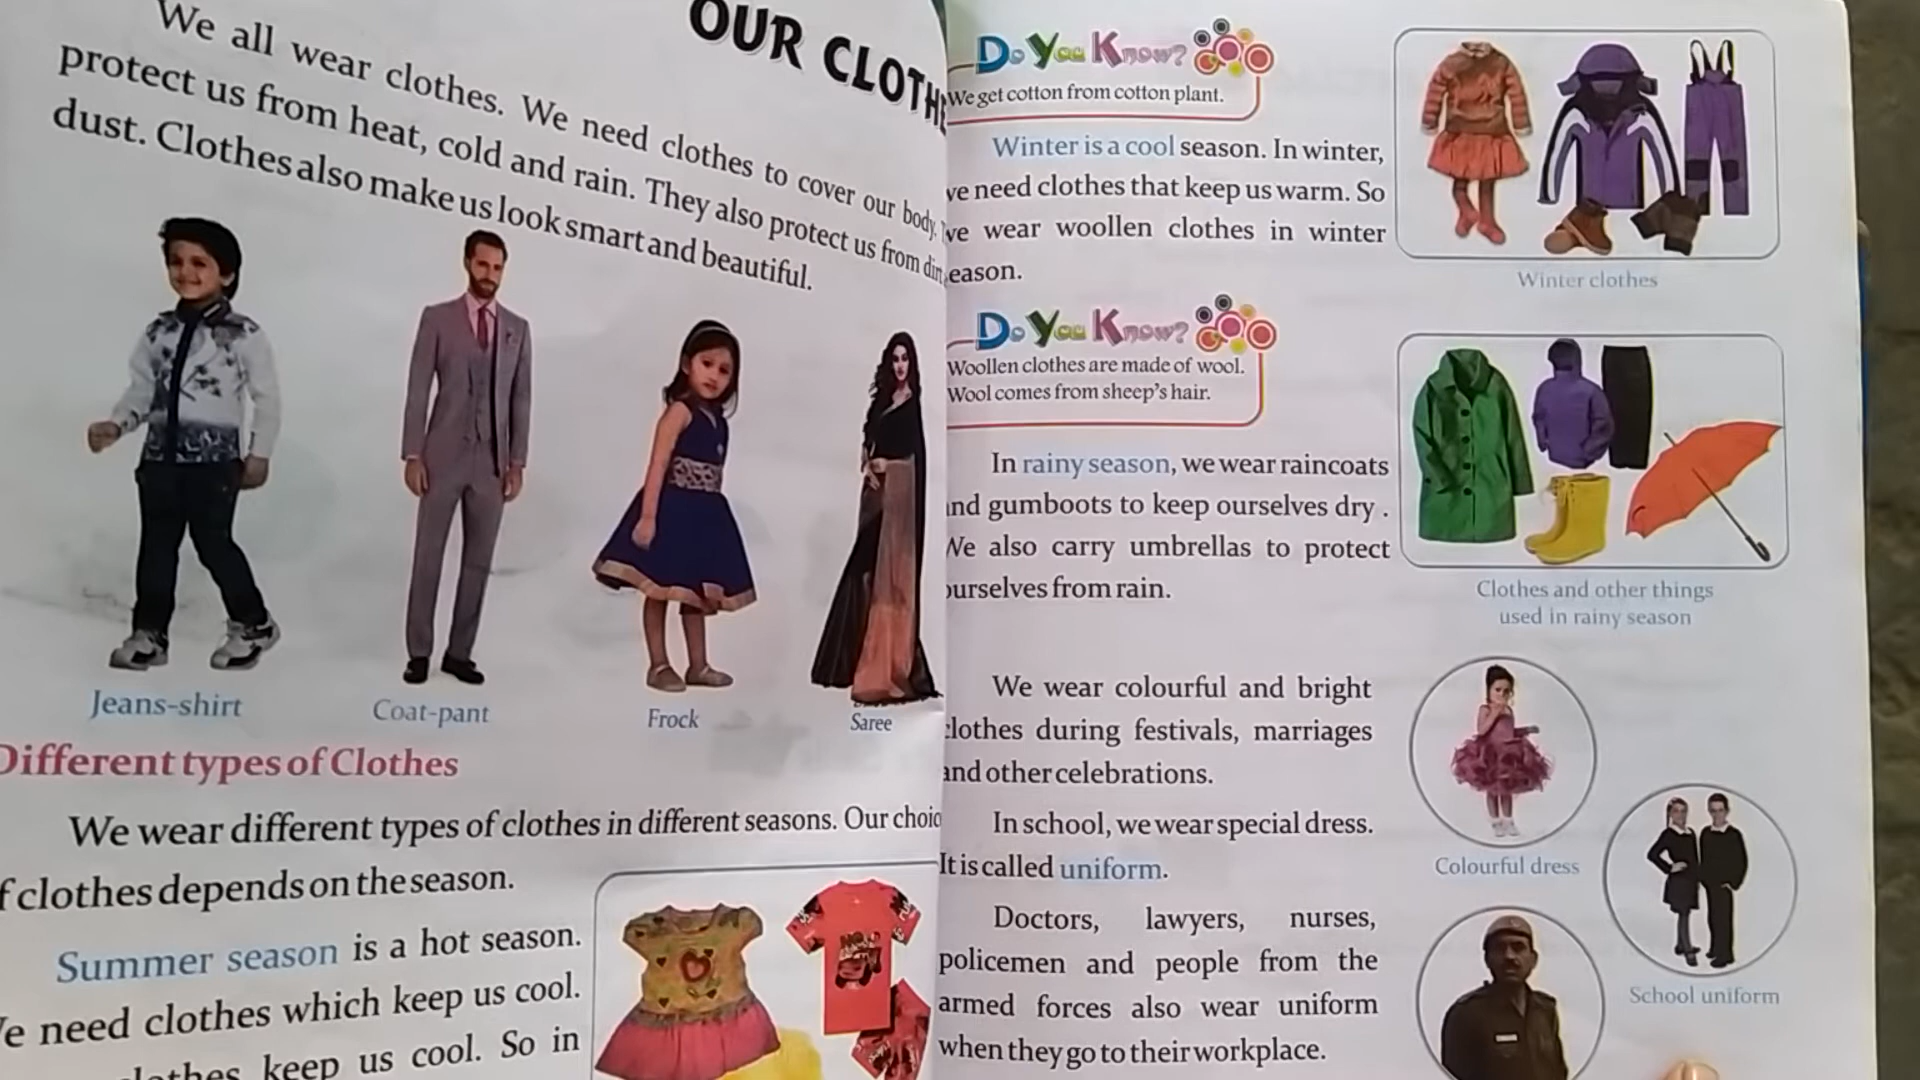 OUR CLOTHE
We all wear clothes. We need clothes to cover our body.
protect us from heat, cold and rain. They also protect us from
dust. Clothes also make us look smart and beautiful.
Jeans-shirt
Coat-pant
Frock
Saree
Different types of Clothes
We wear different types of clothes in different seasons. Our
clothes depends on the season.
Summer season is a hot season.
need clothes which keep us cool.
keep us cool. So in
Do You Know?
We get cotton from cotton plant.
Winter is a cool season. In winter,
need clothes that keep us warm. So
wear woollen clothes in winter
eason.
Winter clothes
Do You Know?
Woollen clothes are made of wool.
Wool comes from sheep's hair.
In rainy season, we wear raincoats
and gumboots to keep ourselves dry .
We also carry umbrellas to protect
ourselves from rain.
Clothes and other things
used in rainy season
We wear colourful and bright
clothes during festivals, marriages
and other celebrations.
Colourful dress
In school, we wear special dress.
It is called uniform.
School uniform
Doctors, lawyers, nurses,
policemen and people from the
armed forces also wear uniform
when they go to their workplace.